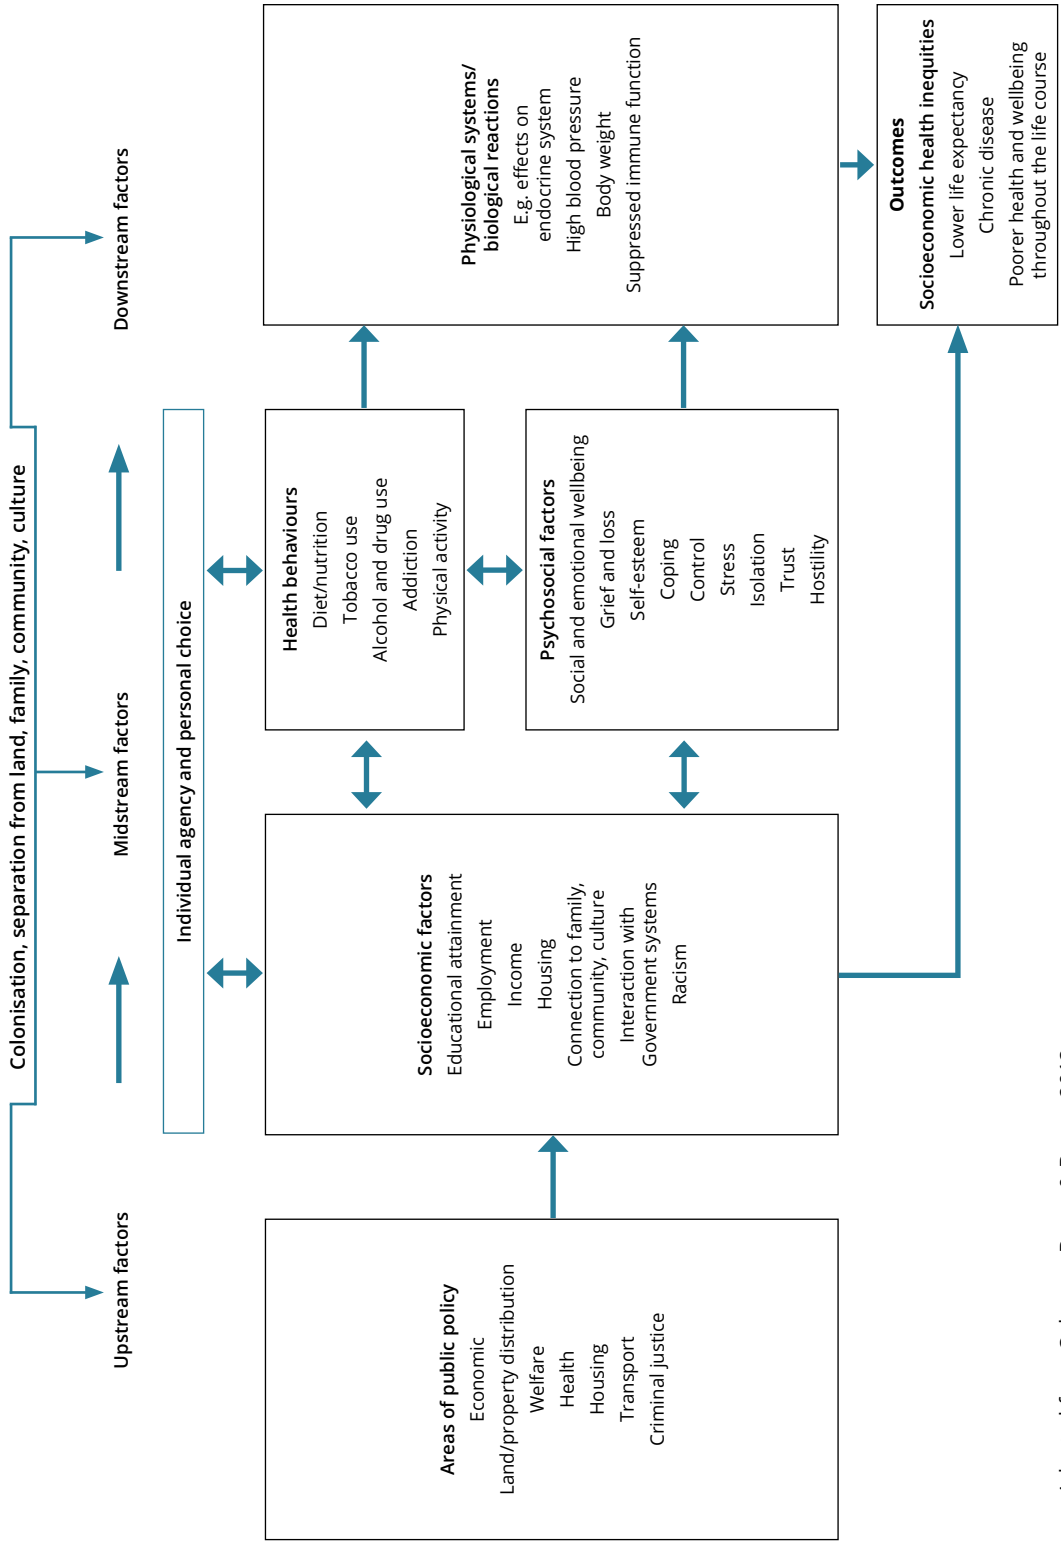 Colonisation, separation from land, family, community, culture
Upstream factors
Midstream factors
Downstream factors
Individual agency and personal choice
Areas of public policy
Economic
Land/property distribution
Welfare
Health
Housing
Transport
Criminal justice
Socioeconomic factors
Educational attainment
Employment
Income
Housing
Connection to family,
community, culture
Interaction with
Government systems
Racism
Health behaviours
Diet/nutrition
Tobacco use
Alcohol and drug use
Addiction
Physical activity
Psychosocial factors
Social and emotional wellbeing
Grief and loss
Self-esteem
Coping
Control
Stress
Isolation
Trust
Hostility
Physiological systems/
biological reactions
E.g. effects on
endocrine system
High blood pressure
Body weight
Suppressed immune function
Outcomes
Socioeconomic health inequities
Lower life expectancy
Chronic disease
Poorer health and wellbeing
throughout the life course